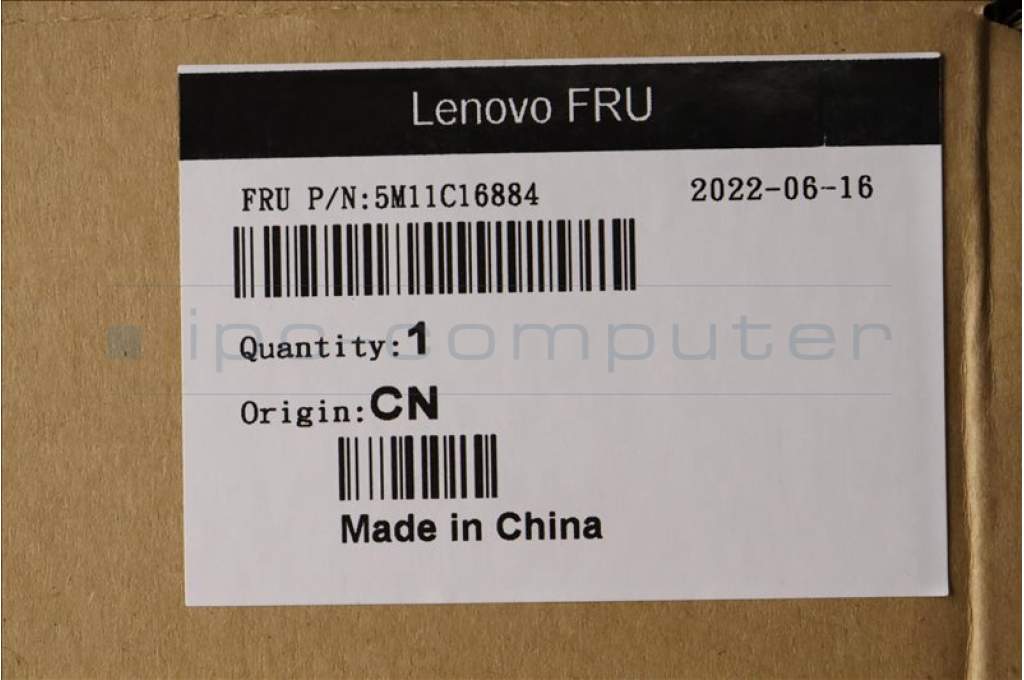 Lenovo FRU
FRU P/N:5M11C16884
2022-06-16
ipc-computer
Quantity:1
Origin:CN
Made in China